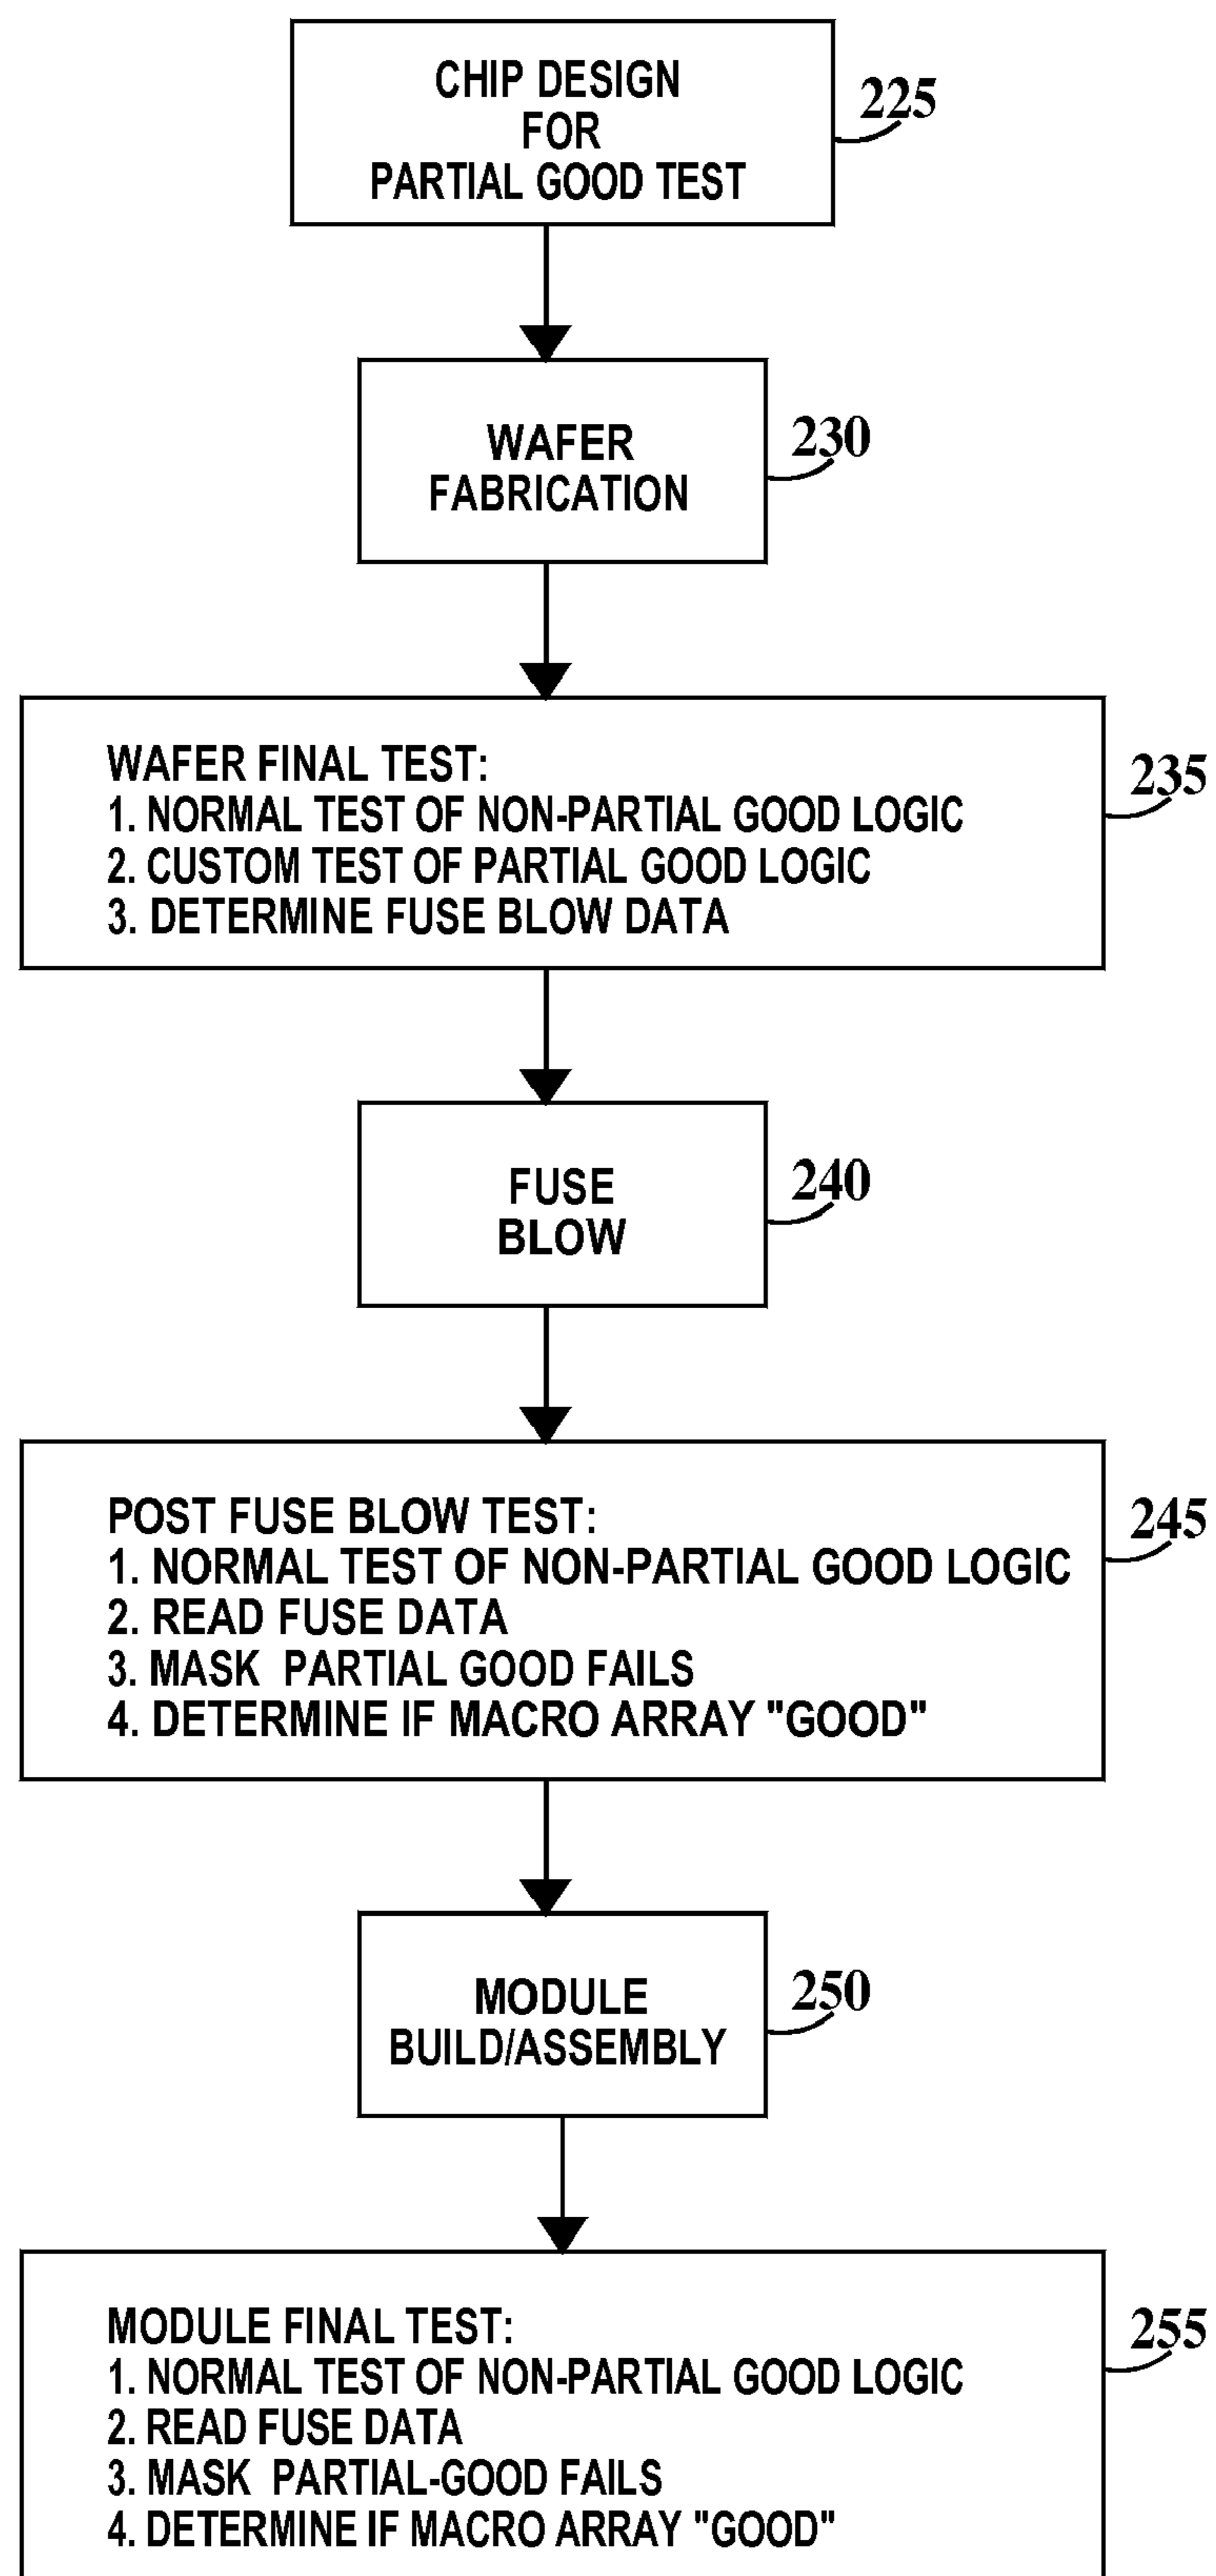 CHIP DESIGN
FOR
PARTIAL GOOD TEST
225
WAFER
FABRICATION
230
WAFER FINAL TEST:
1. NORMAL TEST OF NON-PARTIAL GOOD LOGIC
2. CUSTOM TEST OF PARTIAL GOOD LOGIC
3. DETERMINE FUSE BLOW DATA
235
FUSE
BLOW
240
POST FUSE BLOW TEST:
1. NORMAL TEST OF NON-PARTIAL GOOD LOGIC
2. READ FUSE DATA
3. MASK PARTIAL GOOD FAILS
4. DETERMINE IF MACRO ARRAY "GOOD"
245
MODULE
BUILD/ASSEMBLY
250
MODULE FINAL TEST:
1. NORMAL TEST OF NON-PARTIAL GOOD LOGIC
2. READ FUSE DATA
3. MASK PARTIAL-GOOD FAILS
4. DETERMINE IF MACRO ARRAY "GOOD"
255